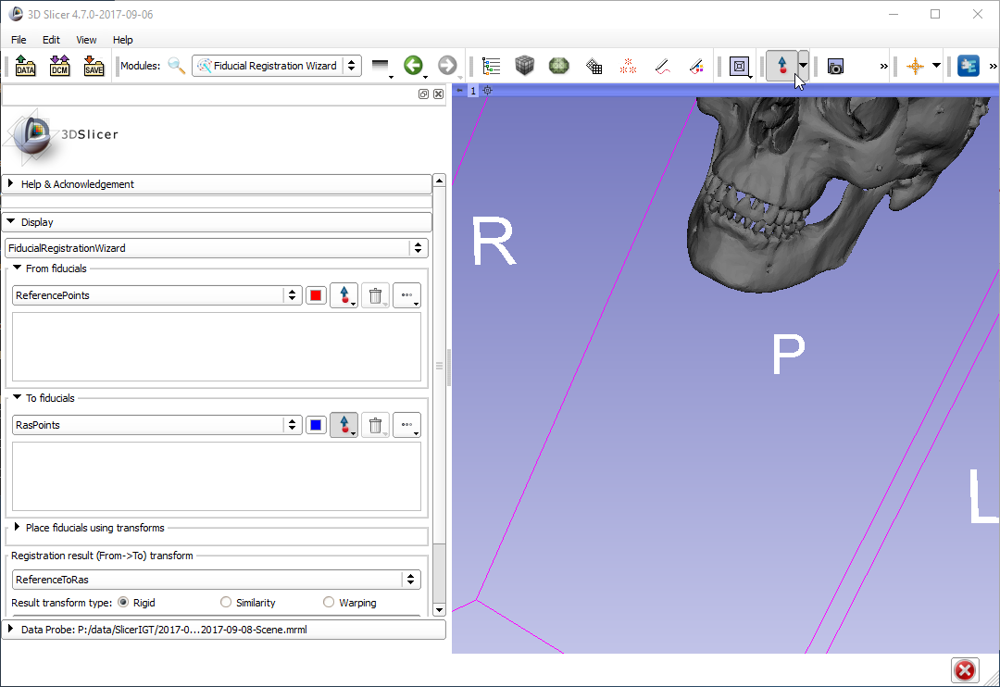 3D Slicer 4.7.0-2017-09-06
File Edit View Help
DATA DCM SAVE Modules: Fiducial Registration Wizard » »
1
3DSlicer
Help & Acknowledgement
Display
FiducialRegistrationWizard
From fiducials
ReferencePoints
To fiducials
RasPoints
Place fiducials using transforms
Registration result (From->To) transform
ReferenceToRas
Result transform type: Rigid Similarity Warping
Data Probe: P:/data/SlicerIGT/2017-0...2017-09-08-Scene.mrml
R
P
L